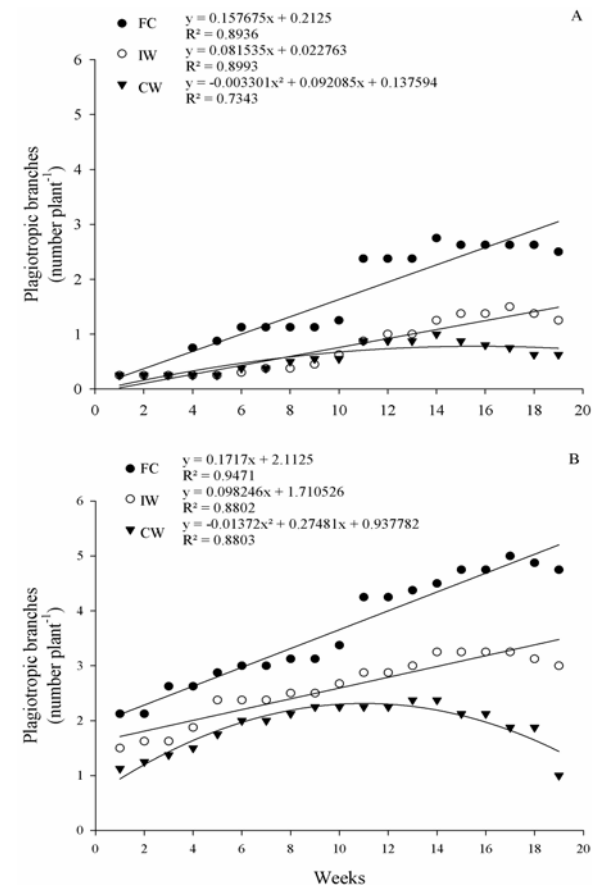 A
FC y = 0.157675x + 0.2125
R² = 0.8936
IW y = 0.081535x + 0.022763
R² = 0.8993
CW y = -0.003301x² + 0.092085x + 0.137594
R² = 0.7343
6
5
4
3
2
1
0
Plagiotropic branches
(number plant⁻¹)
0 2 4 6 8 10 12 14 16 18 20
B
FC y = 0.1717x + 2.1125
R² = 0.9471
IW y = 0.098246x + 1.710526
R² = 0.8802
CW y = -0.01372x² + 0.27481x + 0.937782
R² = 0.8803
6
5
4
3
2
1
0
Plagiotropic branches
(number plant⁻¹)
0 2 4 6 8 10 12 14 16 18 20
Weeks